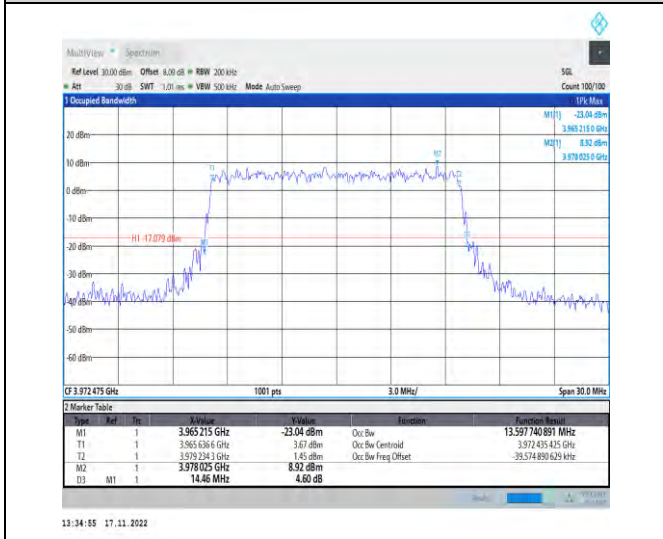 MultiView Spectrum
Ref Level 30.00 dBm Offset 8.09 dB RBW 200 kHz SGL
Att 30 dB SWT 1.01 ms VBW 500 kHz Mode Auto Sweep Count 100/100
1 Occupied Bandwidth 1Pk Max
M1[1] -23.04 dBm
3.965 215 0 GHz
M2[1] 8.92 dBm
3.978 025 0 GHz
20 dBm
10 dBm
0 dBm
-10 dBm
-20 dBm
-30 dBm
-40 dBm
-50 dBm
-60 dBm
M2
T1
T2
H1 -17.079 dBm
CF 3.972 475 GHz 1001 pts 3.0 MHz/ Span 30.0 MHz
2 Marker Table
Type Ref Trc X-Value Y-Value Function Function Result
M1 1 3.965 215 GHz -23.04 dBm Occ Bw 13.597 740 891 MHz
T1 1 3.965 636 6 GHz 3.67 dBm Occ Bw Centroid 3.972 435 425 GHz
T2 1 3.979 234 3 GHz 1.45 dBm Occ Bw Freq Offset -39.574 890 629 kHz
M2 1 3.978 025 GHz 8.92 dBm
D3 M1 1 14.46 MHz 4.60 dB
13:34:55 17.11.2022